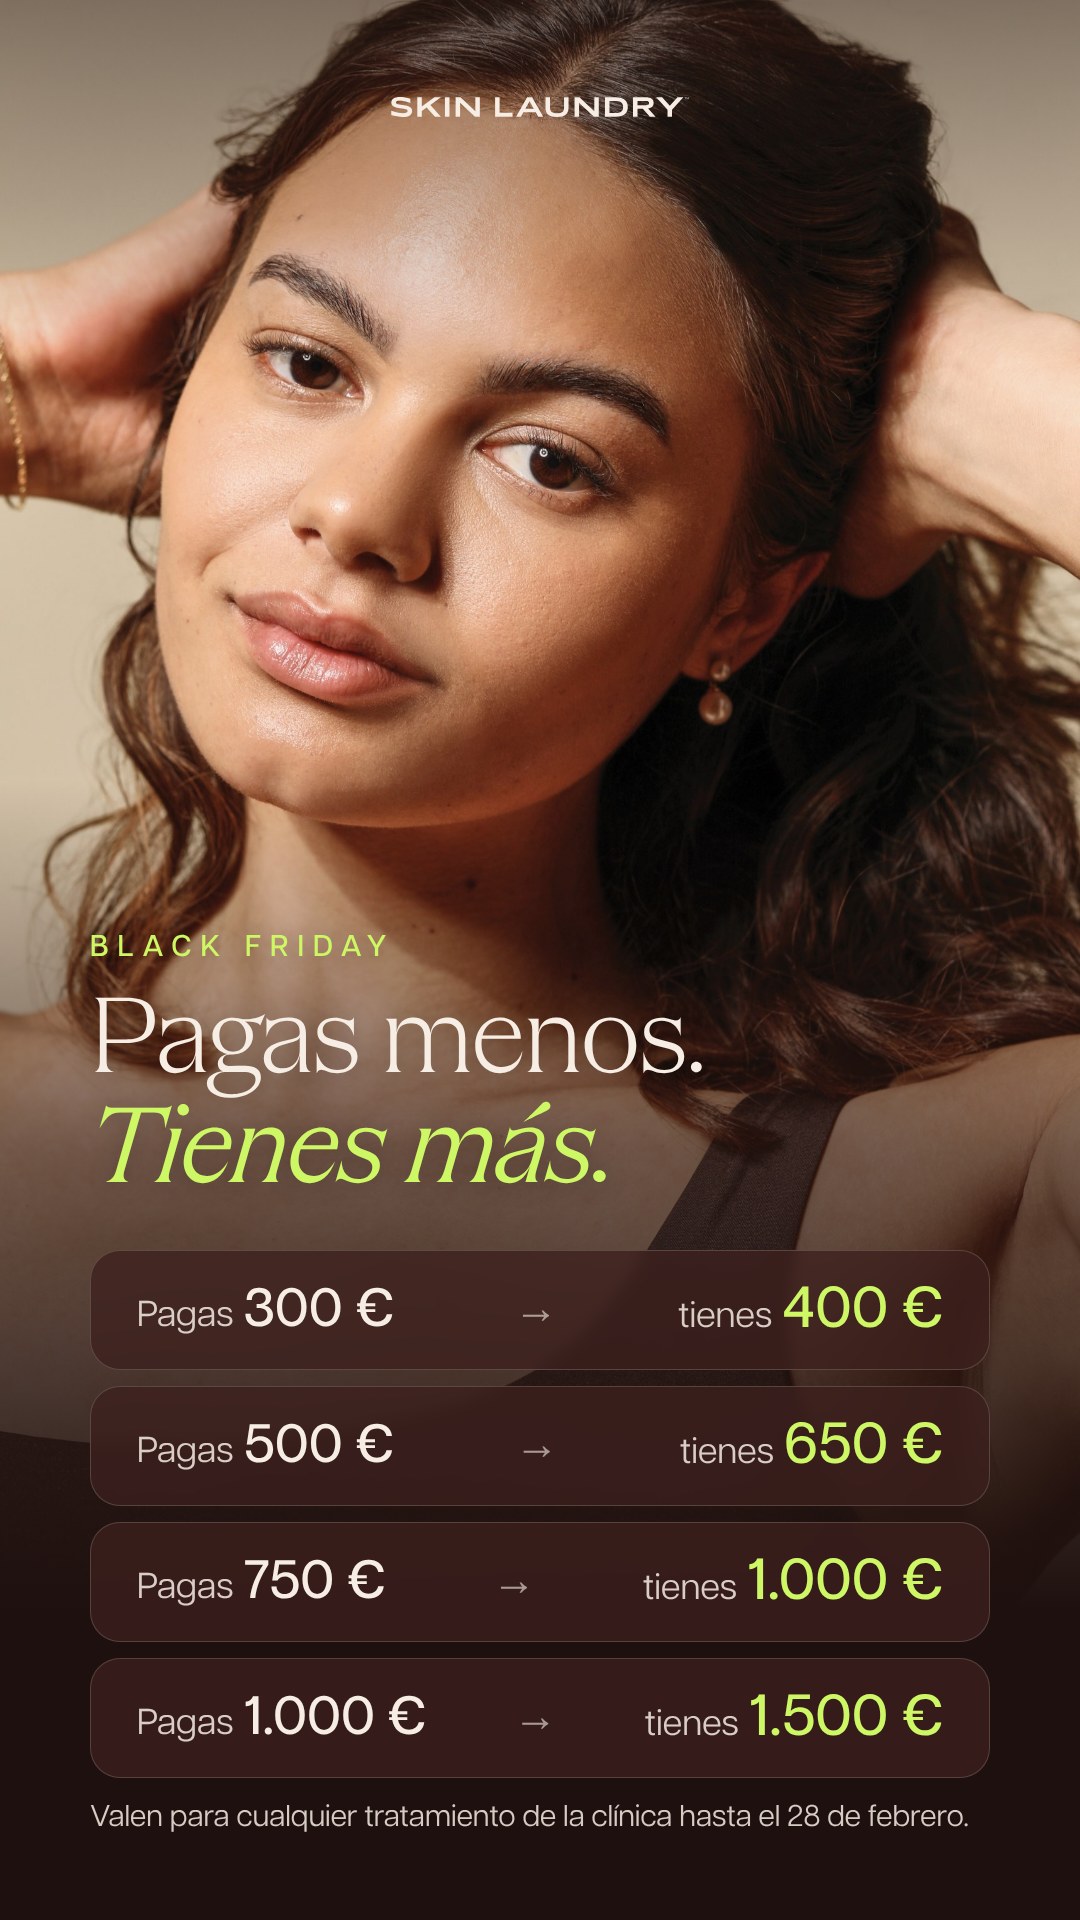 SKIN LAUNDRY
BLACK FRIDAY
Pagas menos.
Tienes más.
Pagas 300 € → tienes 400 €
Pagas 500 € → tienes 650 €
Pagas 750 € → tienes 1.000 €
Pagas 1.000 € → tienes 1.500 €
Valen para cualquier tratamiento de la clínica hasta el 28 de febrero.